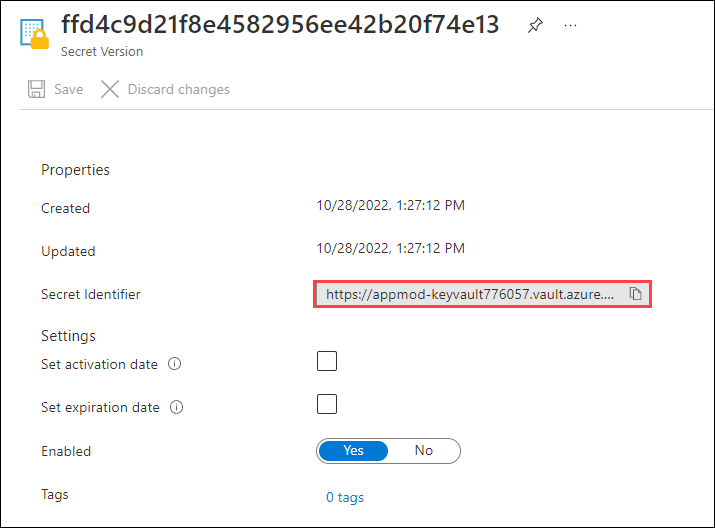 ffd4c9d21f8e4582956ee42b20f74e13 ...
Secret Version
Save Discard changes
Properties
Created 10/28/2022, 1:27:12 PM
Updated 10/28/2022, 1:27:12 PM
Secret Identifier https://appmod-keyvault776057.vault.azure....
Settings
Set activation date
Set expiration date
Enabled Yes No
Tags 0 tags